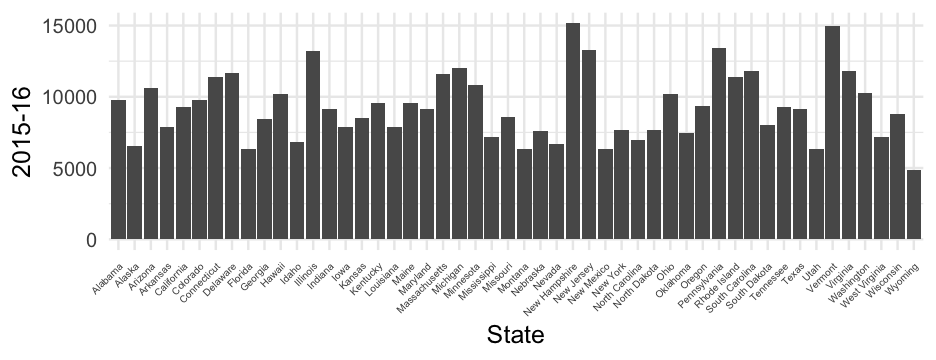 15000
10000
5000
0
2015-16
Alabama
Alaska
Arizona
Arkansas
California
Colorado
Connecticut
Delaware
Florida
Georgia
Hawaii
Idaho
Illinois
Indiana
Iowa
Kansas
Kentucky
Louisiana
Maine
Maryland
Massachusetts
Michigan
Minnesota
Mississippi
Missouri
Montana
Nebraska
Nevada
New Hampshire
New Jersey
New Mexico
New York
North Carolina
North Dakota
Ohio
Oklahoma
Oregon
Pennsylvania
Rhode Island
South Carolina
South Dakota
Tennessee
Texas
Utah
Vermont
Virginia
Washington
West Virginia
Wisconsin
Wyoming
State